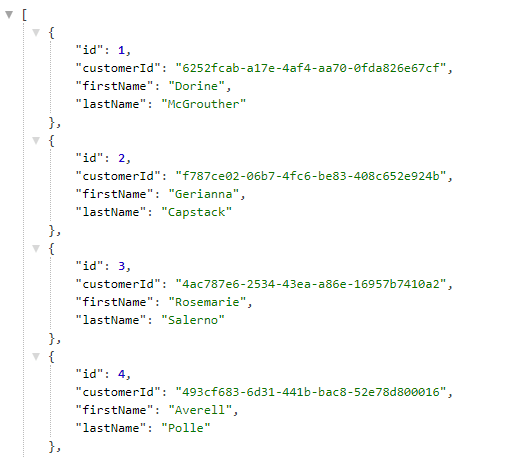 [
{
"id": 1,
"customerId": "6252fcab-a17e-4af4-aa70-0fda826e67cf",
"firstName": "Dorine",
"lastName": "McGrouther"
},
{
"id": 2,
"customerId": "f787ce02-06b7-4fc6-be83-408c652e924b",
"firstName": "Gerianna",
"lastName": "Capstack"
},
{
"id": 3,
"customerId": "4ac787e6-2534-43ea-a86e-16957b7410a2",
"firstName": "Rosemarie",
"lastName": "Salerno"
},
{
"id": 4,
"customerId": "493cf683-6d31-441b-bac8-52e78d800016",
"firstName": "Averell",
"lastName": "Polle"
},